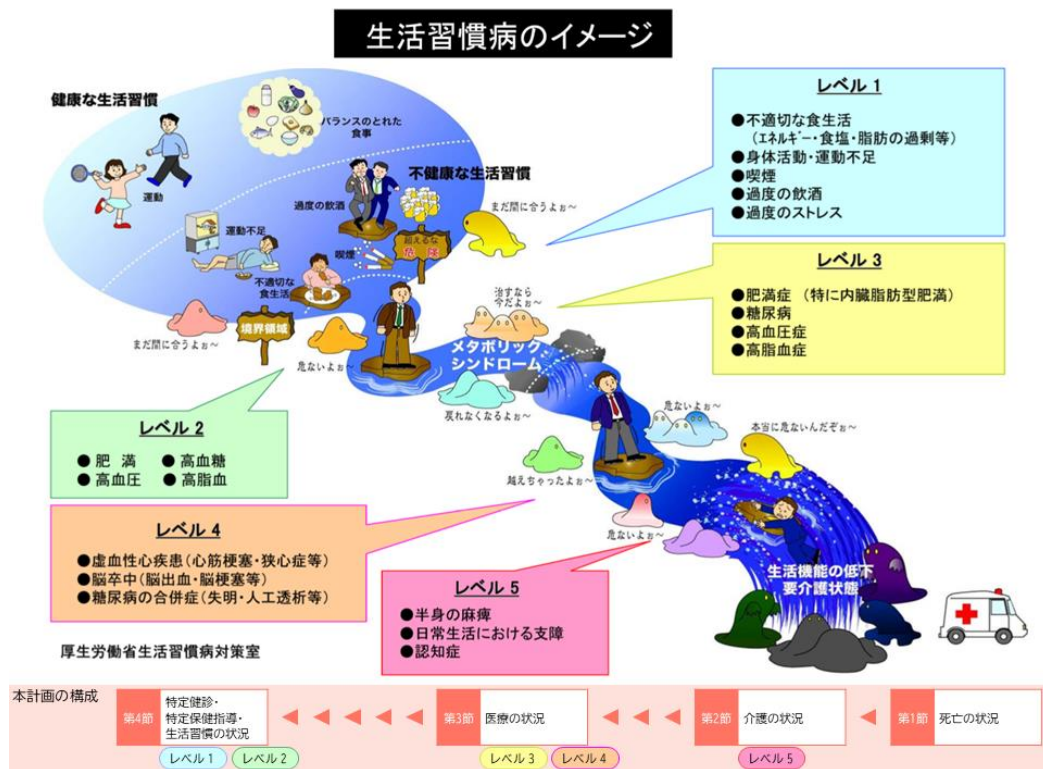 生活習慣病のイメージ
健康な生活習慣
バランスのとれた
食事
運動
不健康な生活習慣
過度の飲酒
まだ間に合うよぉ～
運動不足
喫煙
超えるな
危険
不適切な
食生活
境界領域
まだ間に合うよぉ～
危ないよぉ～
治すなら
今だよぉ～
メタボリック
シンドローム
戻れなくなるよぉ～
危ないよぉ～
本当に危ないんだぞぉ～
越えちゃったよぉ～
危ないよぉ～
生活機能の低下
要介護状態
レベル 1
●不適切な食生活
（エネルギー・食塩・脂肪の過剰等）
●身体活動・運動不足
●喫煙
●過度の飲酒
●過度のストレス
レベル 3
●肥満症 （特に内臓脂肪型肥満）
●糖尿病
●高血圧症
●高脂血症
レベル 2
● 肥 満 ● 高血糖
● 高血圧 ● 高脂血
レベル 4
●虚血性心疾患(心筋梗塞・狭心症等)
●脳卒中(脳出血・脳梗塞等)
●糖尿病の合併症(失明・人工透析等)
レベル 5
●半身の麻痺
●日常生活における支障
●認知症
厚生労働省生活習慣病対策室
本計画の構成
第4節 特定健診・
特定保健指導・
生活習慣の状況
第3節 医療の状況
第2節 介護の状況
第1節 死亡の状況
レベル 1 レベル 2 レベル 3 レベル 4 レベル 5